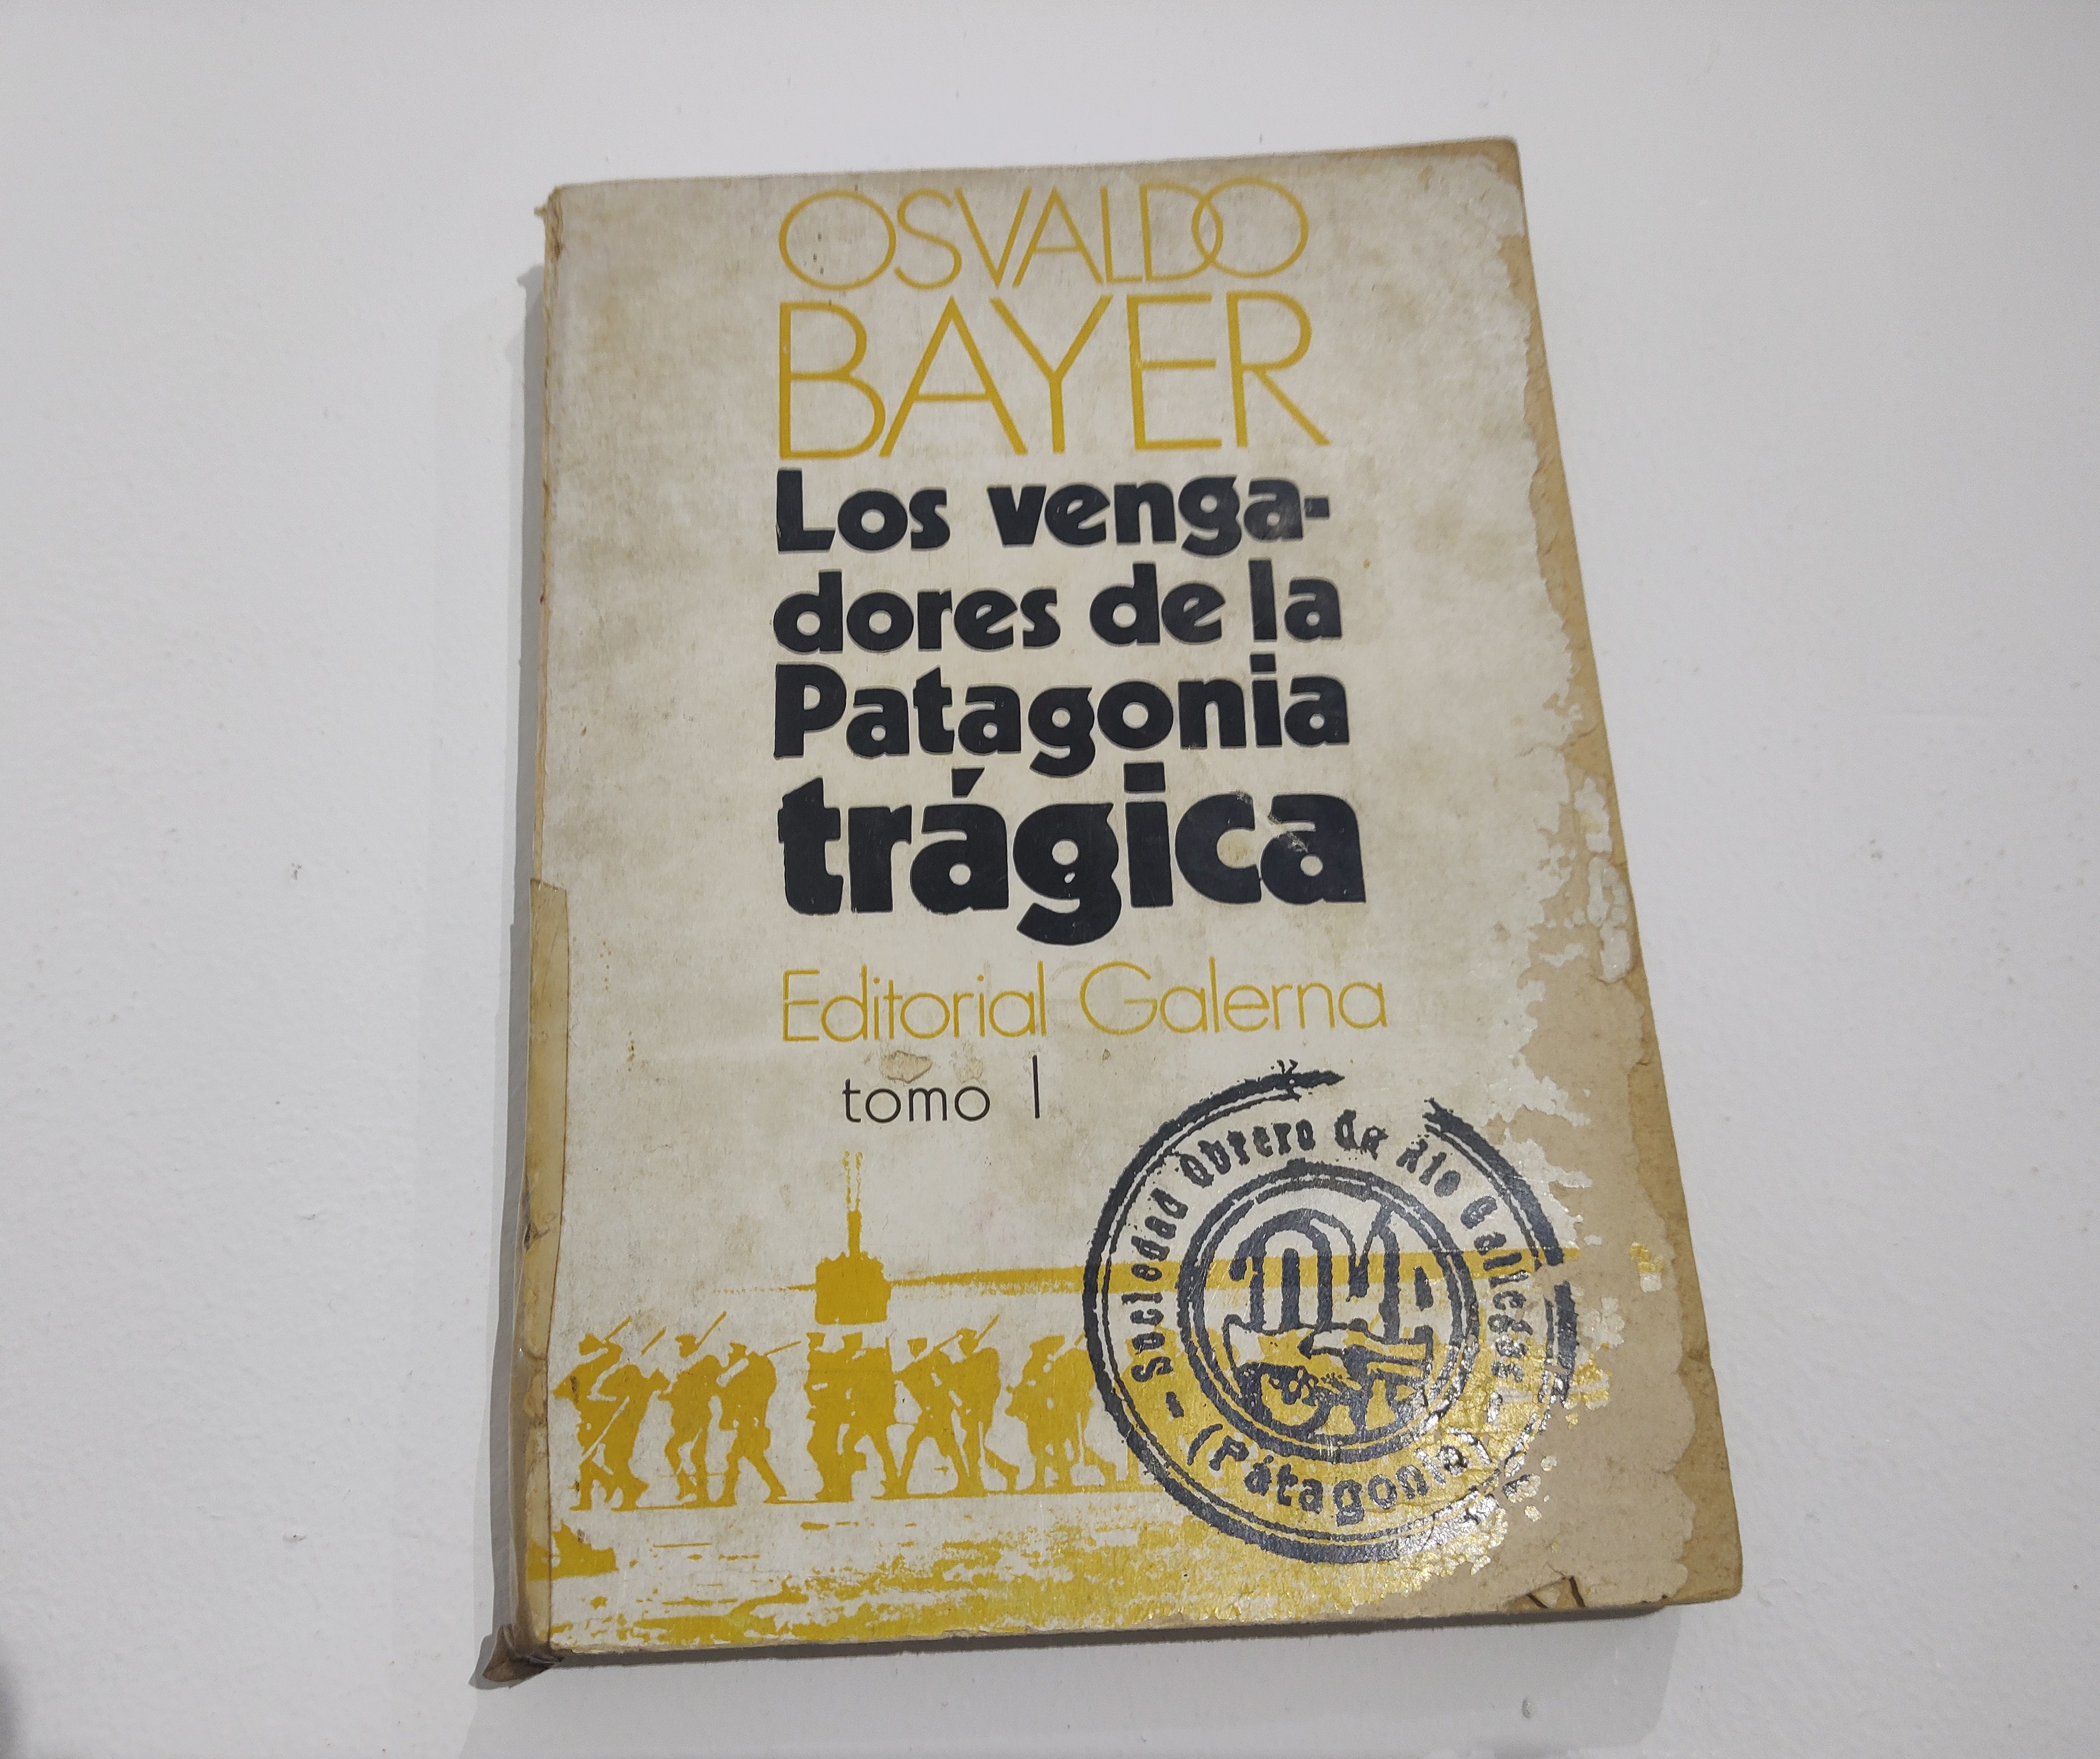 OSVALDO
BAYER
Los venga-
dores de la
Patagonia
trágica
Editorial Galerna
tomo I
- Sociedad Obrera de Rio Gallegos -
(Patagonia)